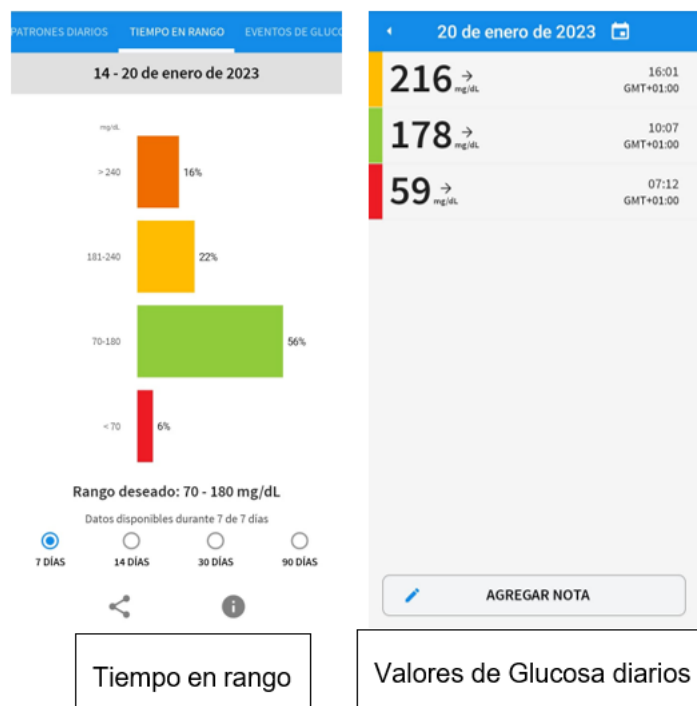 PATRONES DIARIOS TIEMPO EN RANGO EVENTOS DE GLUCO
14 - 20 de enero de 2023
mg/dL
> 240 16%
181-240 22%
70-180 56%
< 70 6%
Rango deseado: 70 - 180 mg/dL
Datos disponibles durante 7 de 7 días
7 DÍAS 14 DÍAS 30 DÍAS 90 DÍAS
Tiempo en rango
20 de enero de 2023
216 → mg/dL 16:01
GMT+01:00
178 → mg/dL 10:07
GMT+01:00
59 → mg/dL 07:12
GMT+01:00
AGREGAR NOTA
Valores de Glucosa diarios